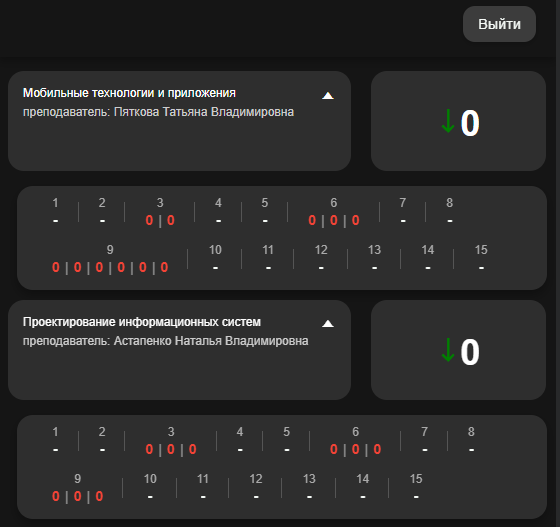 Выйти
Мобильные технологии и приложения
преподаватель: Пяткова Татьяна Владимировна
↓0
1 2 3 4 5 6 7 8
- - 0 | 0 - - 0 | 0 | 0 - -
9 10 11 12 13 14 15
0 | 0 | 0 | 0 | 0 | 0 - - - - - -
Проектирование информационных систем
преподаватель: Астапенко Наталья Владимировна
↓0
1 2 3 4 5 6 7 8
- - 0 | 0 | 0 - - 0 | 0 | 0 - -
9 10 11 12 13 14 15
0 | 0 | 0 - - - - - -